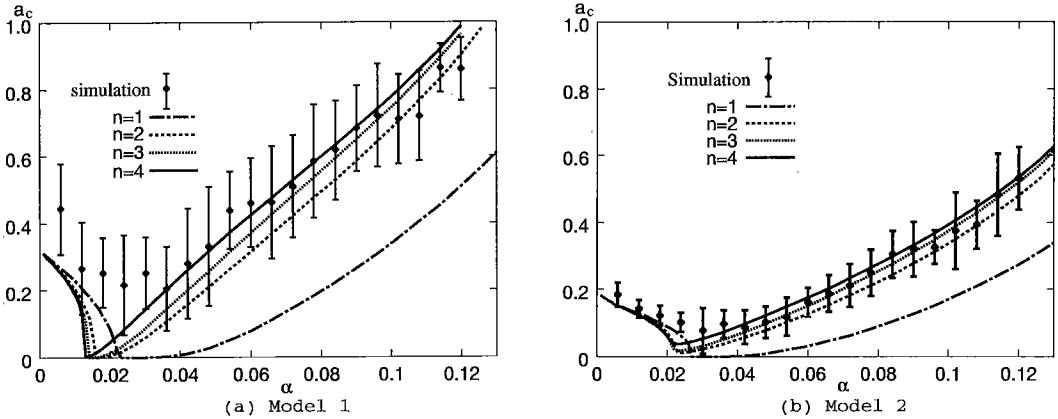 a_c
1.0
0.8
0.6
0.4
0.2
0
simulation
n=1
n=2
n=3
n=4
0 0.02 0.04 0.06 0.08 0.1 0.12
α
(a) Model 1
a_c
1.0
0.8
0.6
0.4
0.2
0
Simulation
n=1
n=2
n=3
n=4
0 0.02 0.04 0.06 0.08 0.1 0.12
α
(b) Model 2